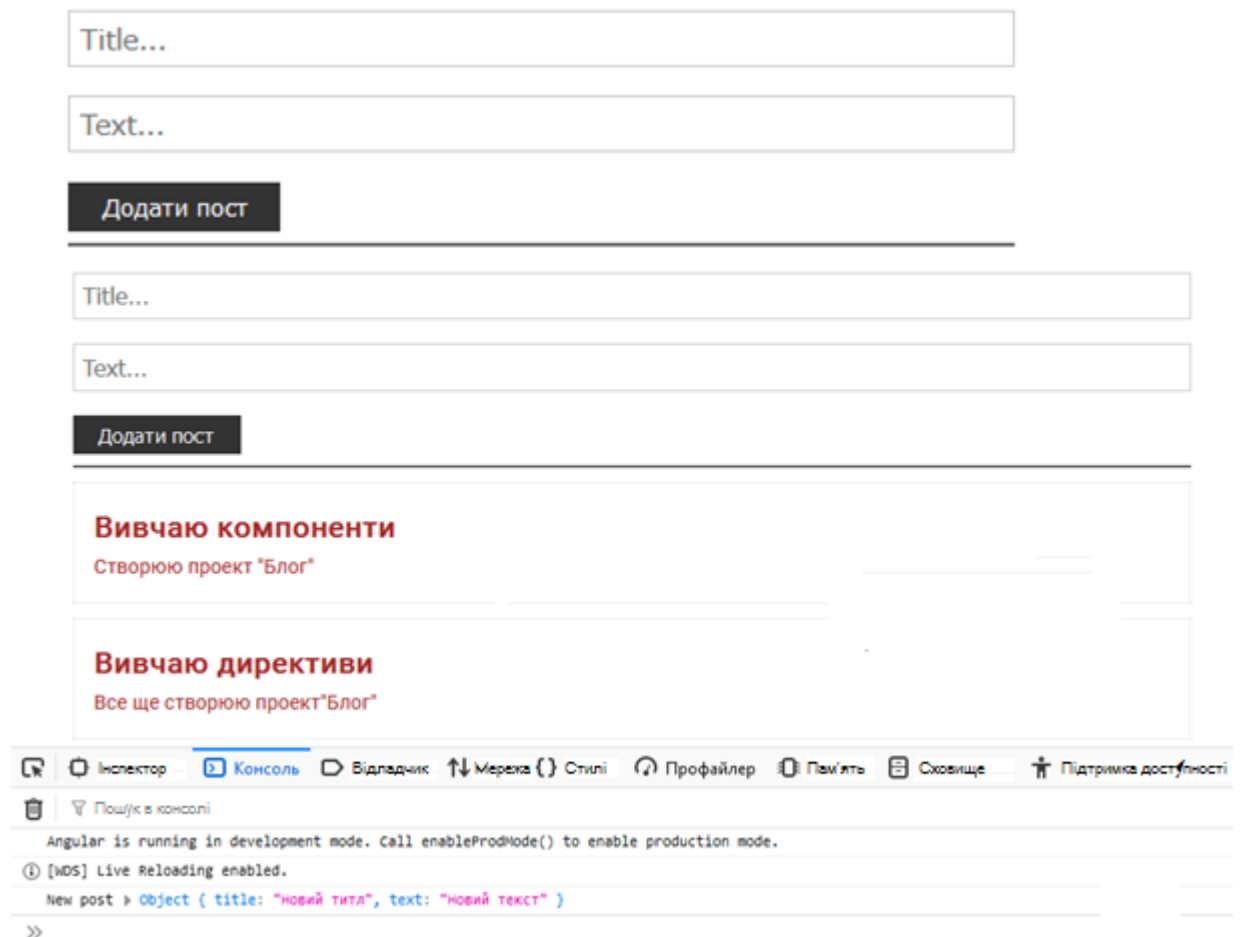 Title...
Text...
Додати пост
Title...
Text...
Додати пост
Вивчаю компоненти
Створюю проект "Блог"
Вивчаю директиви
Все ще створюю проект"Блог"
Інспектор Консоль Відладчик Мережа {} Стилі Профайлер Пам'ять Сховище Підтримка доступності
Пошук в консолі
Angular is running in development mode. Call enableProdMode() to enable production mode.
[WDS] Live Reloading enabled.
New post ▸ Object { title: "Новий титл", text: "Новий текст" }
»